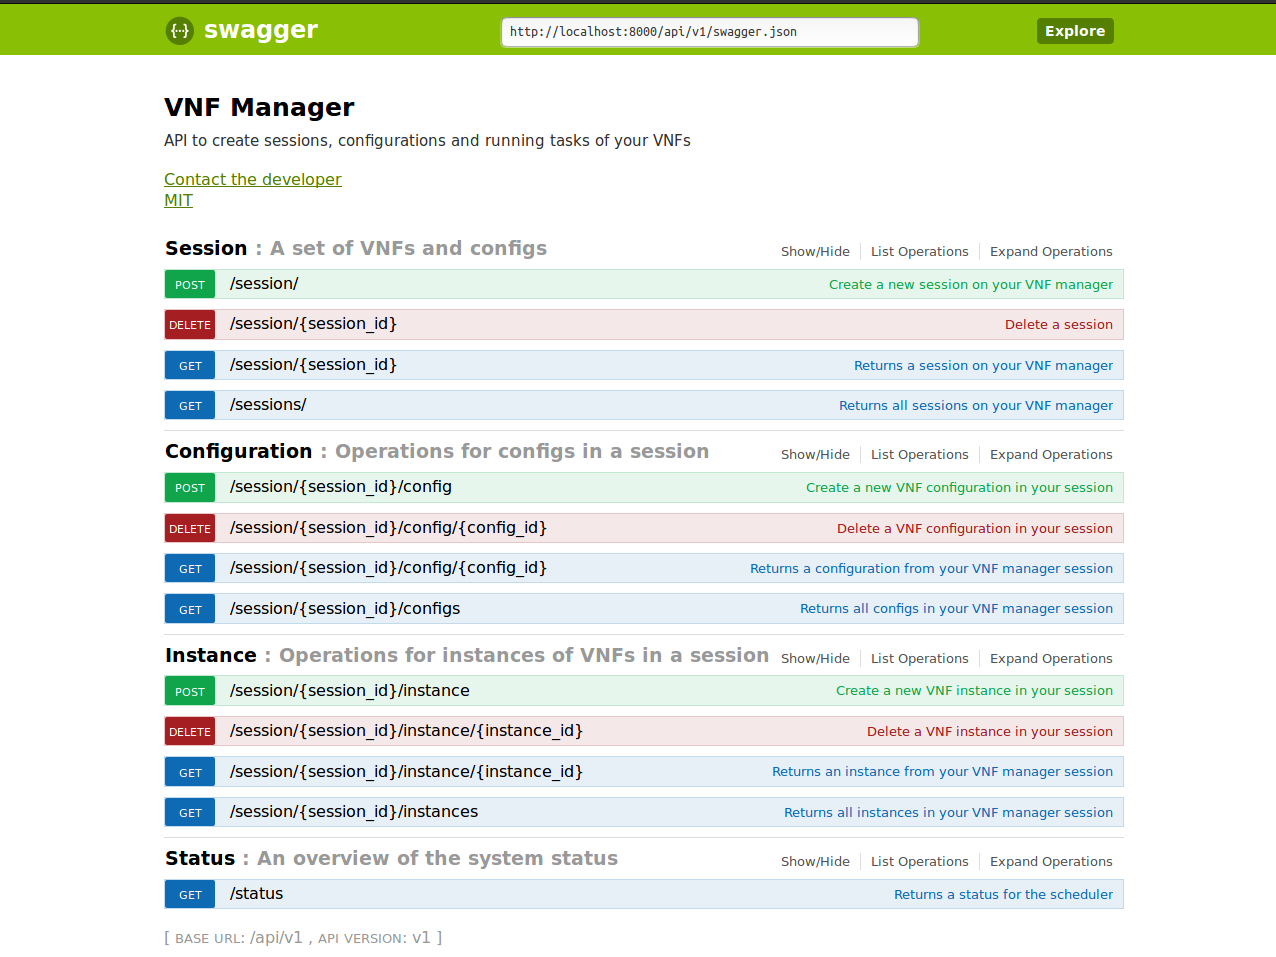 {···} swagger http://localhost:8000/api/v1/swagger.json Explore
VNF Manager
API to create sessions, configurations and running tasks of your VNFs
Contact the developer
MIT
Session : A set of VNFs and configs Show/Hide List Operations Expand Operations
POST /session/ Create a new session on your VNF manager
DELETE /session/{session_id} Delete a session
GET /session/{session_id} Returns a session on your VNF manager
GET /sessions/ Returns all sessions on your VNF manager
Configuration : Operations for configs in a session Show/Hide List Operations Expand Operations
POST /session/{session_id}/config Create a new VNF configuration in your session
DELETE /session/{session_id}/config/{config_id} Delete a VNF configuration in your session
GET /session/{session_id}/config/{config_id} Returns a configuration from your VNF manager session
GET /session/{session_id}/configs Returns all configs in your VNF manager session
Instance : Operations for instances of VNFs in a session Show/Hide List Operations Expand Operations
POST /session/{session_id}/instance Create a new VNF instance in your session
DELETE /session/{session_id}/instance/{instance_id} Delete a VNF instance in your session
GET /session/{session_id}/instance/{instance_id} Returns an instance from your VNF manager session
GET /session/{session_id}/instances Returns all instances in your VNF manager session
Status : An overview of the system status Show/Hide List Operations Expand Operations
GET /status Returns a status for the scheduler
[ BASE URL: /api/v1 , API VERSION: v1 ]